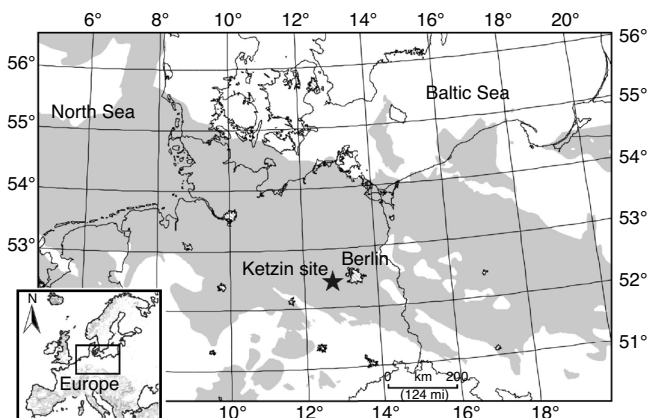 6° 8° 10° 12° 14° 16° 18° 20°
56° 56°
North Sea Baltic Sea
55° 55°
54° 54°
53° 53°
Ketzin site Berlin
52°
N
51°
Europe
0 km 200
(124 mi)
10° 12° 14° 16° 18°